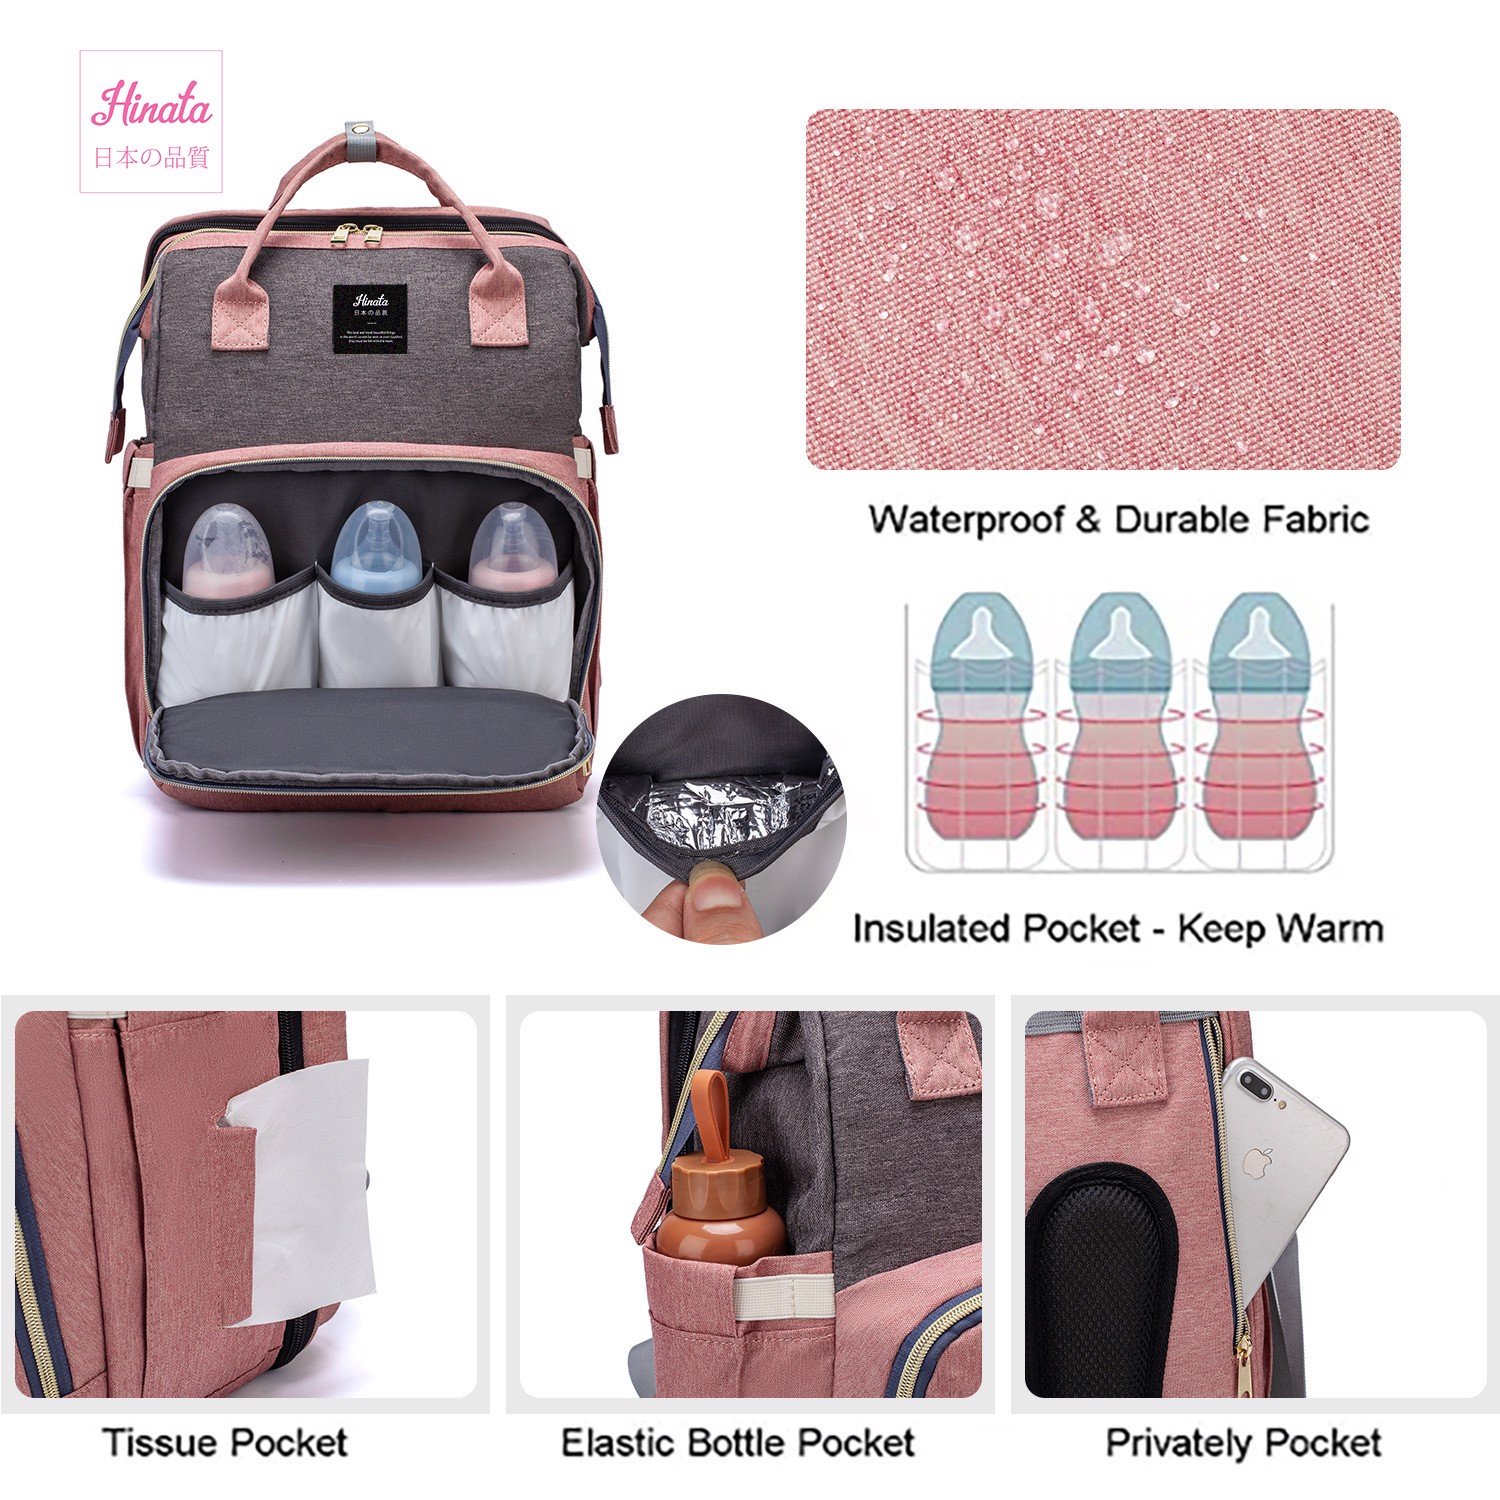 Hinata
日本の品質
Hinata
日本の品質
Waterproof & Durable Fabric
Insulated Pocket - Keep Warm
Tissue Pocket
Elastic Bottle Pocket
Privately Pocket